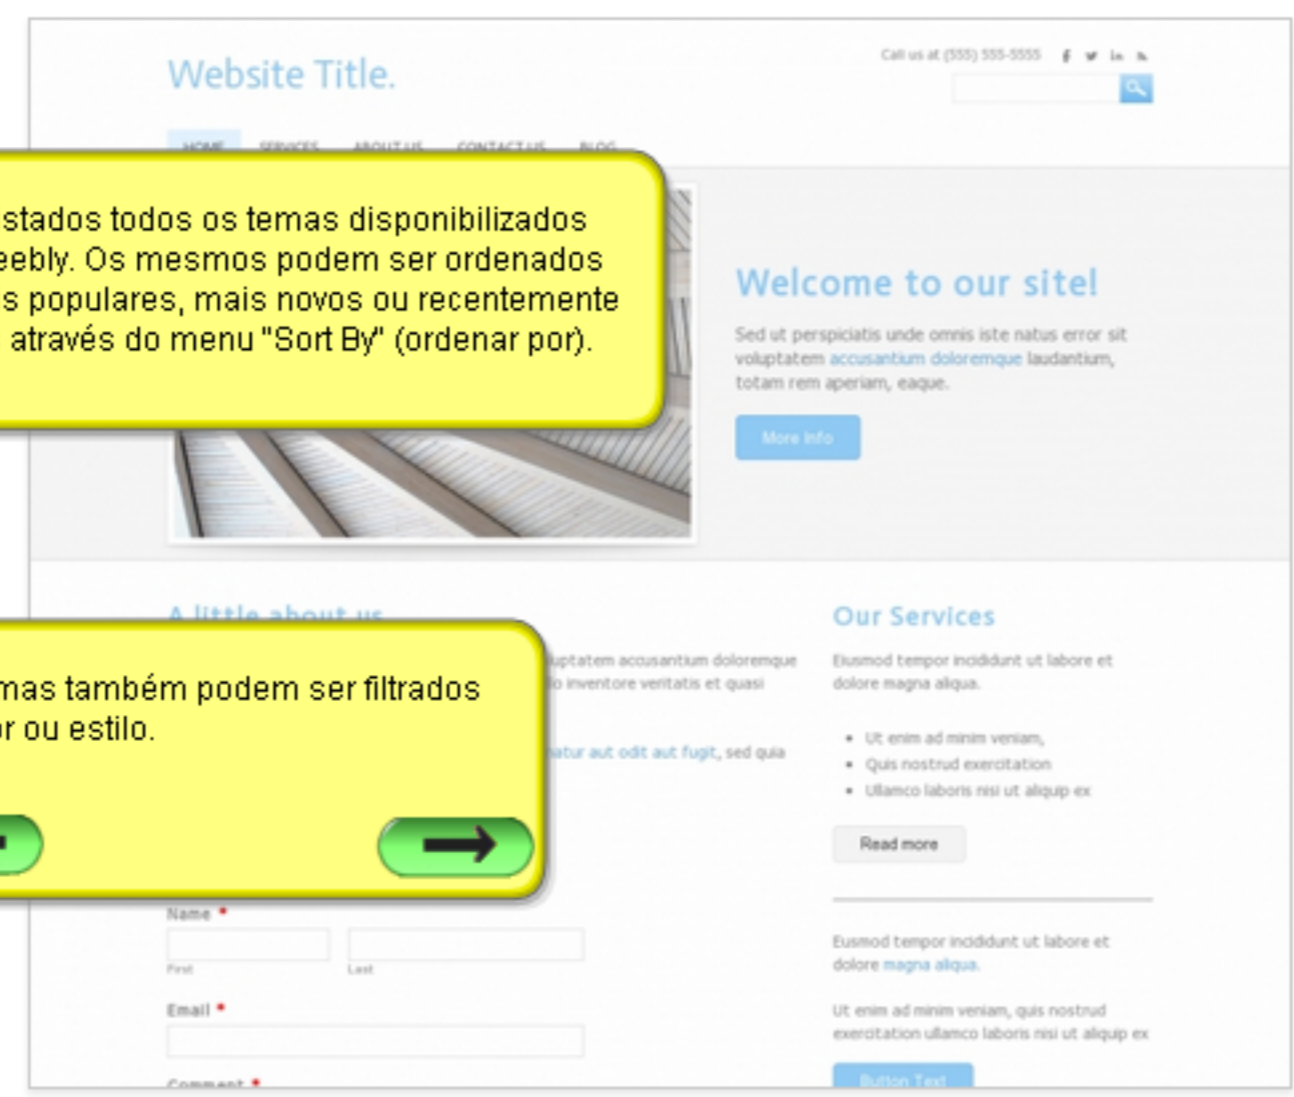 Website Title.
Call us at (555) 555-5555
HOME SERVICES ABOUT US CONTACT US BLOG
stados todos os temas disponibilizados
eebly. Os mesmos podem ser ordenados
s populares, mais novos ou recentemente
através do menu "Sort By" (ordenar por).
Welcome to our site!
Sed ut perspiciatis unde omnis iste natus error sit
voluptatem accusantium doloremque laudantium,
totam rem aperiam, eaque.
More Info
A little about us
uptatem accusantium doloremque
lo inventore veritatis et quasi
natur aut odit aut fugit, sed quia
mas também podem ser filtrados
or ou estilo.
Name *
First Last
Email *
Comment *
Our Services
Eiusmod tempor incididunt ut labore et
dolore magna aliqua.
• Ut enim ad minim veniam,
• Quis nostrud exercitation
• Ullamco laboris nisi ut aliquip ex
Read more
Eusmod tempor incididunt ut labore et
dolore magna aliqua.
Ut enim ad minim veniam, quis nostrud
exercitation ullamco laboris nisi ut aliquip ex
Button Text